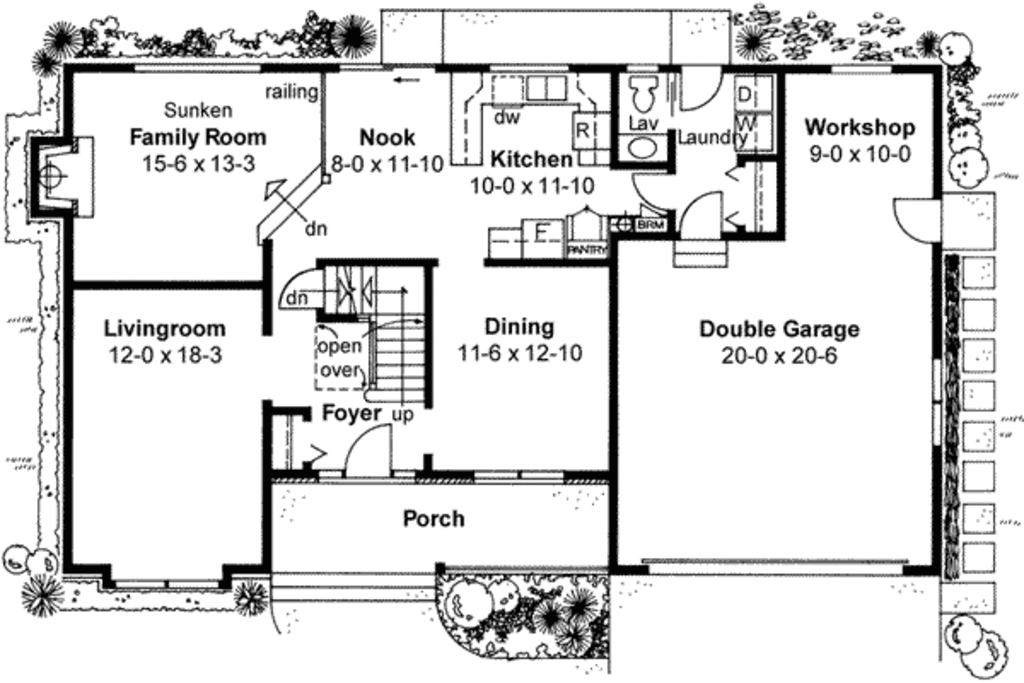 railing
Sunken
Family Room
15-6 x 13-3
Nook
8-0 x 11-10
dn
dw
R
Kitchen
10-0 x 11-10
Lav
D
W
Laundry
Workshop
9-0 x 10-0
F
PANTRY
BRM
dn
Livingroom
12-0 x 18-3
open
over
Foyer
up
Dining
11-6 x 12-10
Double Garage
20-0 x 20-6
Porch